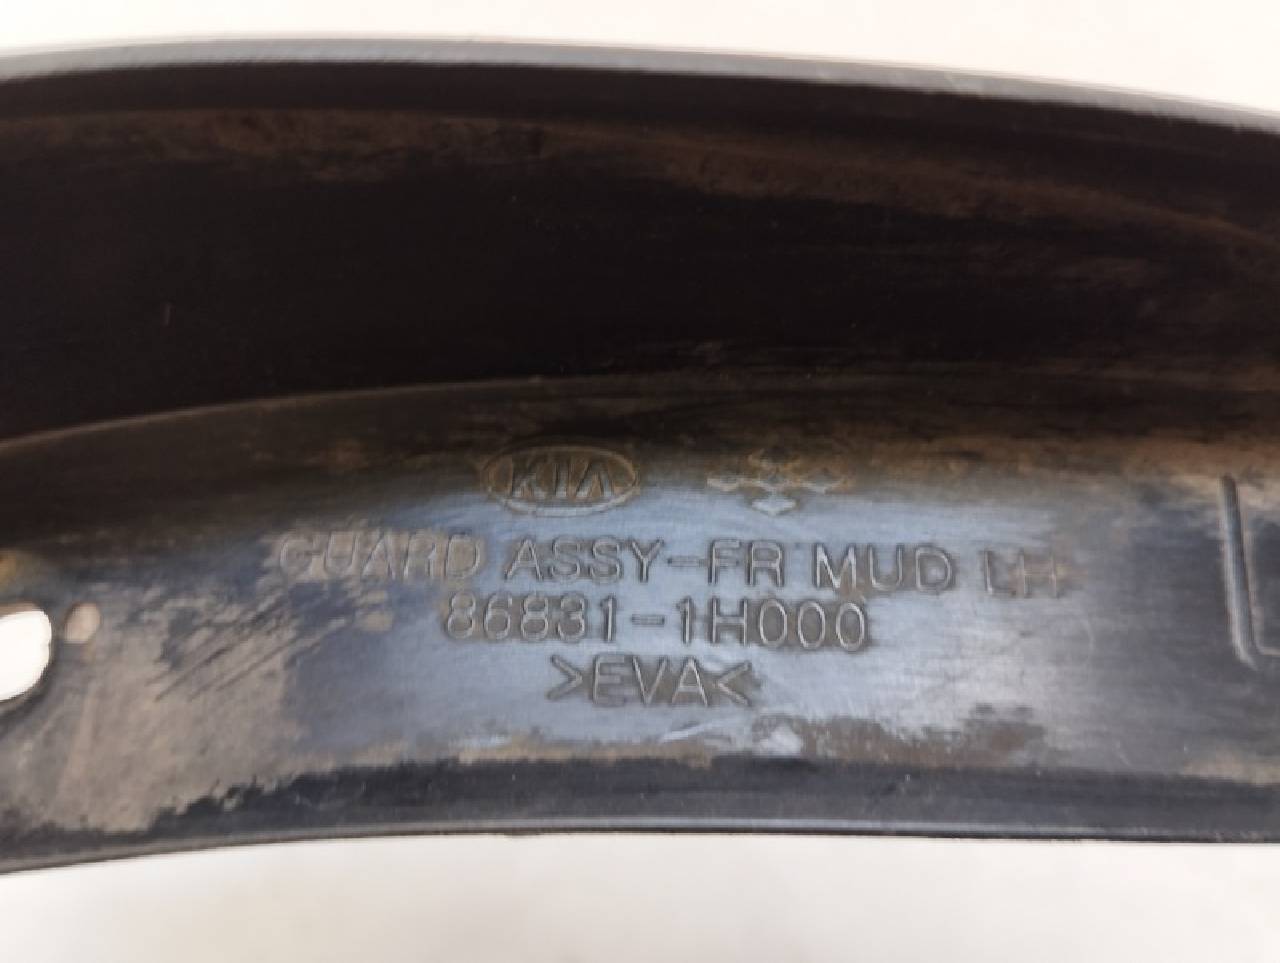 KIA
GUARD ASSY-FR MUD LH
86831-1H000
>EVA<